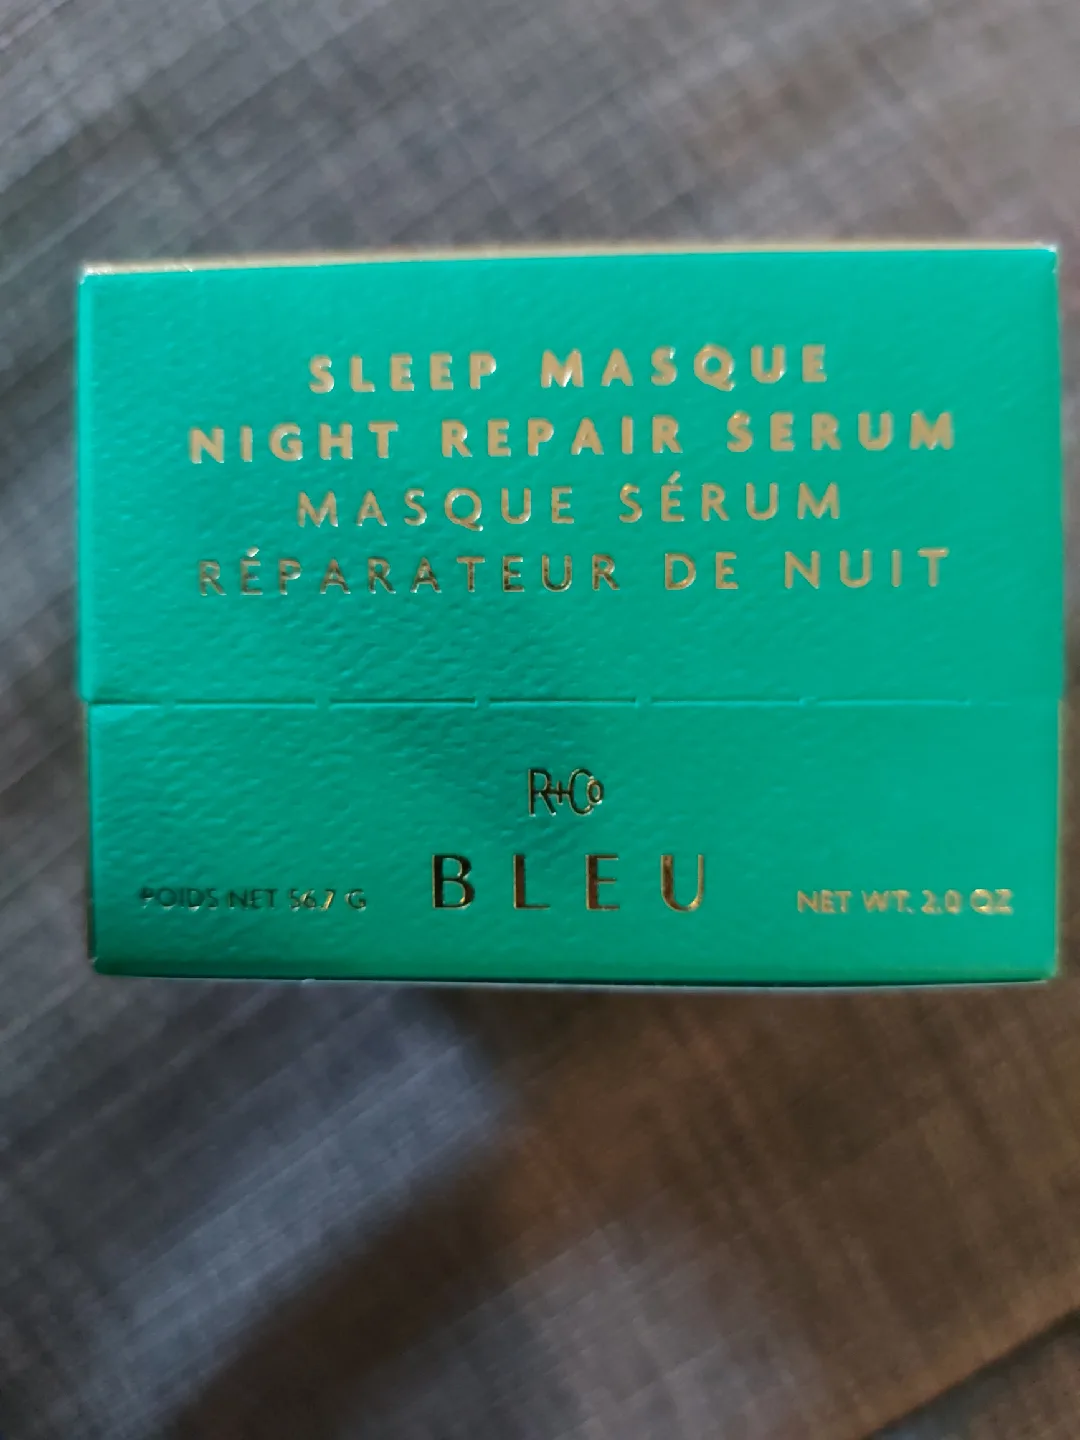 SLEEP MASQUE
NIGHT REPAIR SERUM
MASQUE SÉRUM
RÉPARATEUR DE NUIT
R+Co
BLEU
POIDS NET 56.7 G
NET WT. 2.0 OZ